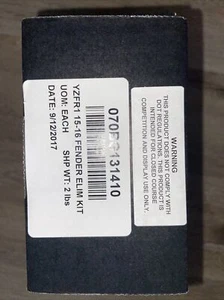 YZFR1 15-16 FENDER ELIM KIT
UOM: EACH SHP WT: 2 lbs
DATE: 9/12/2017
WARNING
THIS PRODUCT DOES NOT COMPLY WITH
DOT REGULATIONS. THIS PRODUCT IS
INTENDED FOR CLOSED COURSE
COMPETITION AND DISPLAY USE ONLY.